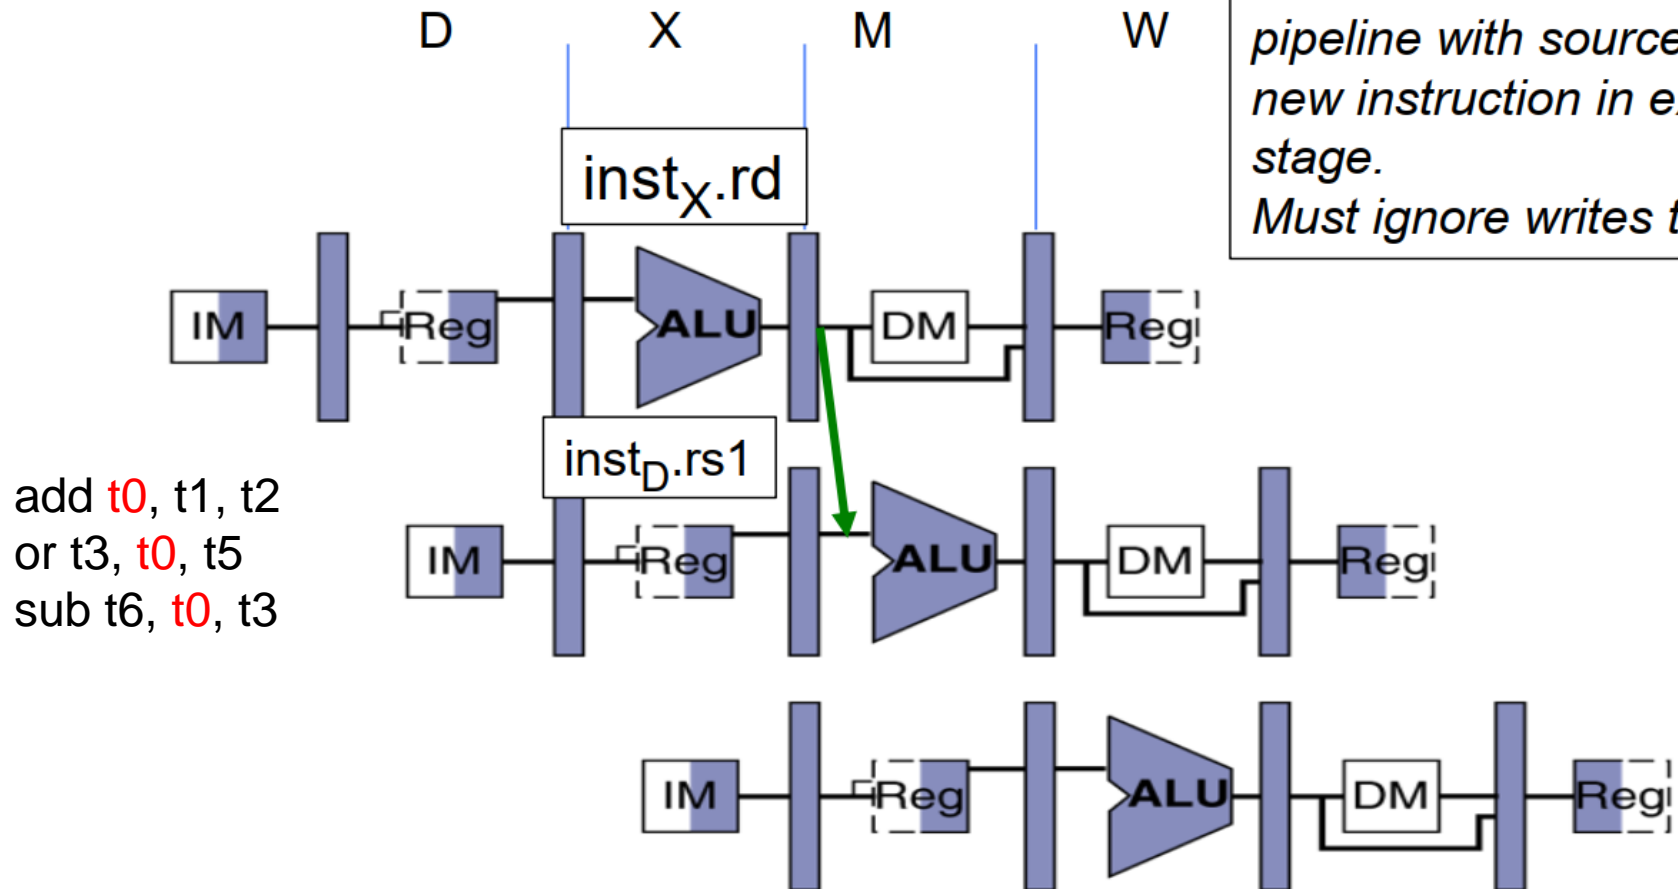 D X M W
pipeline with source
new instruction in
stage.
Must ignore writes
inst_X.rd
IM Reg ALU DM Reg
inst_D.rs1
add t0, t1, t2
or t3, t0, t5
sub t6, t0, t3
IM Reg ALU DM Reg
IM Reg ALU DM Reg